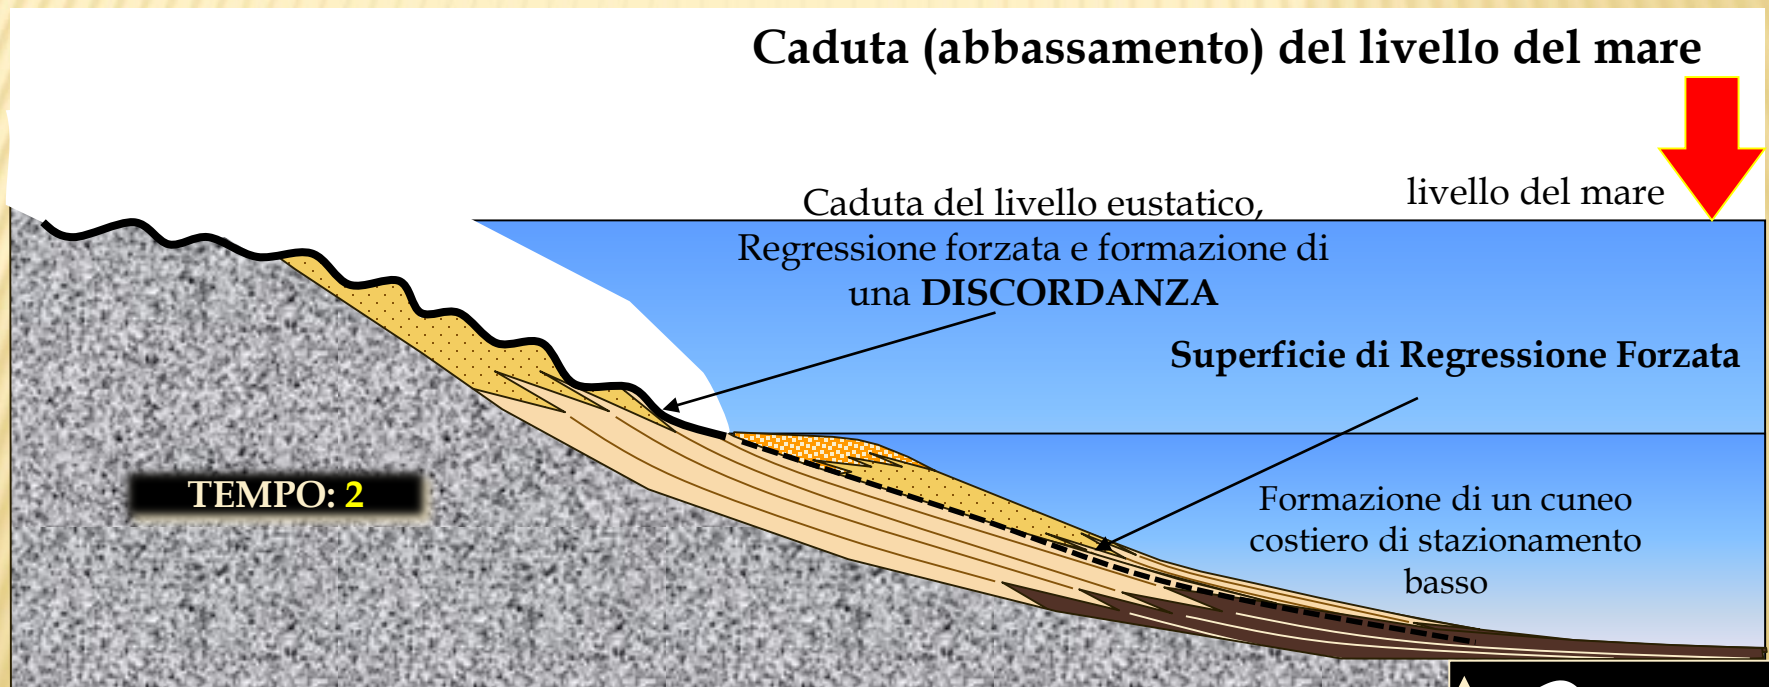 Caduta (abbassamento) del livello del mare
livello del mare
Caduta del livello eustatico,
Regressione forzata e formazione di
una DISCORDANZA
Superficie di Regressione Forzata
TEMPO: 2
Formazione di un cuneo
costiero di stazionamento
basso